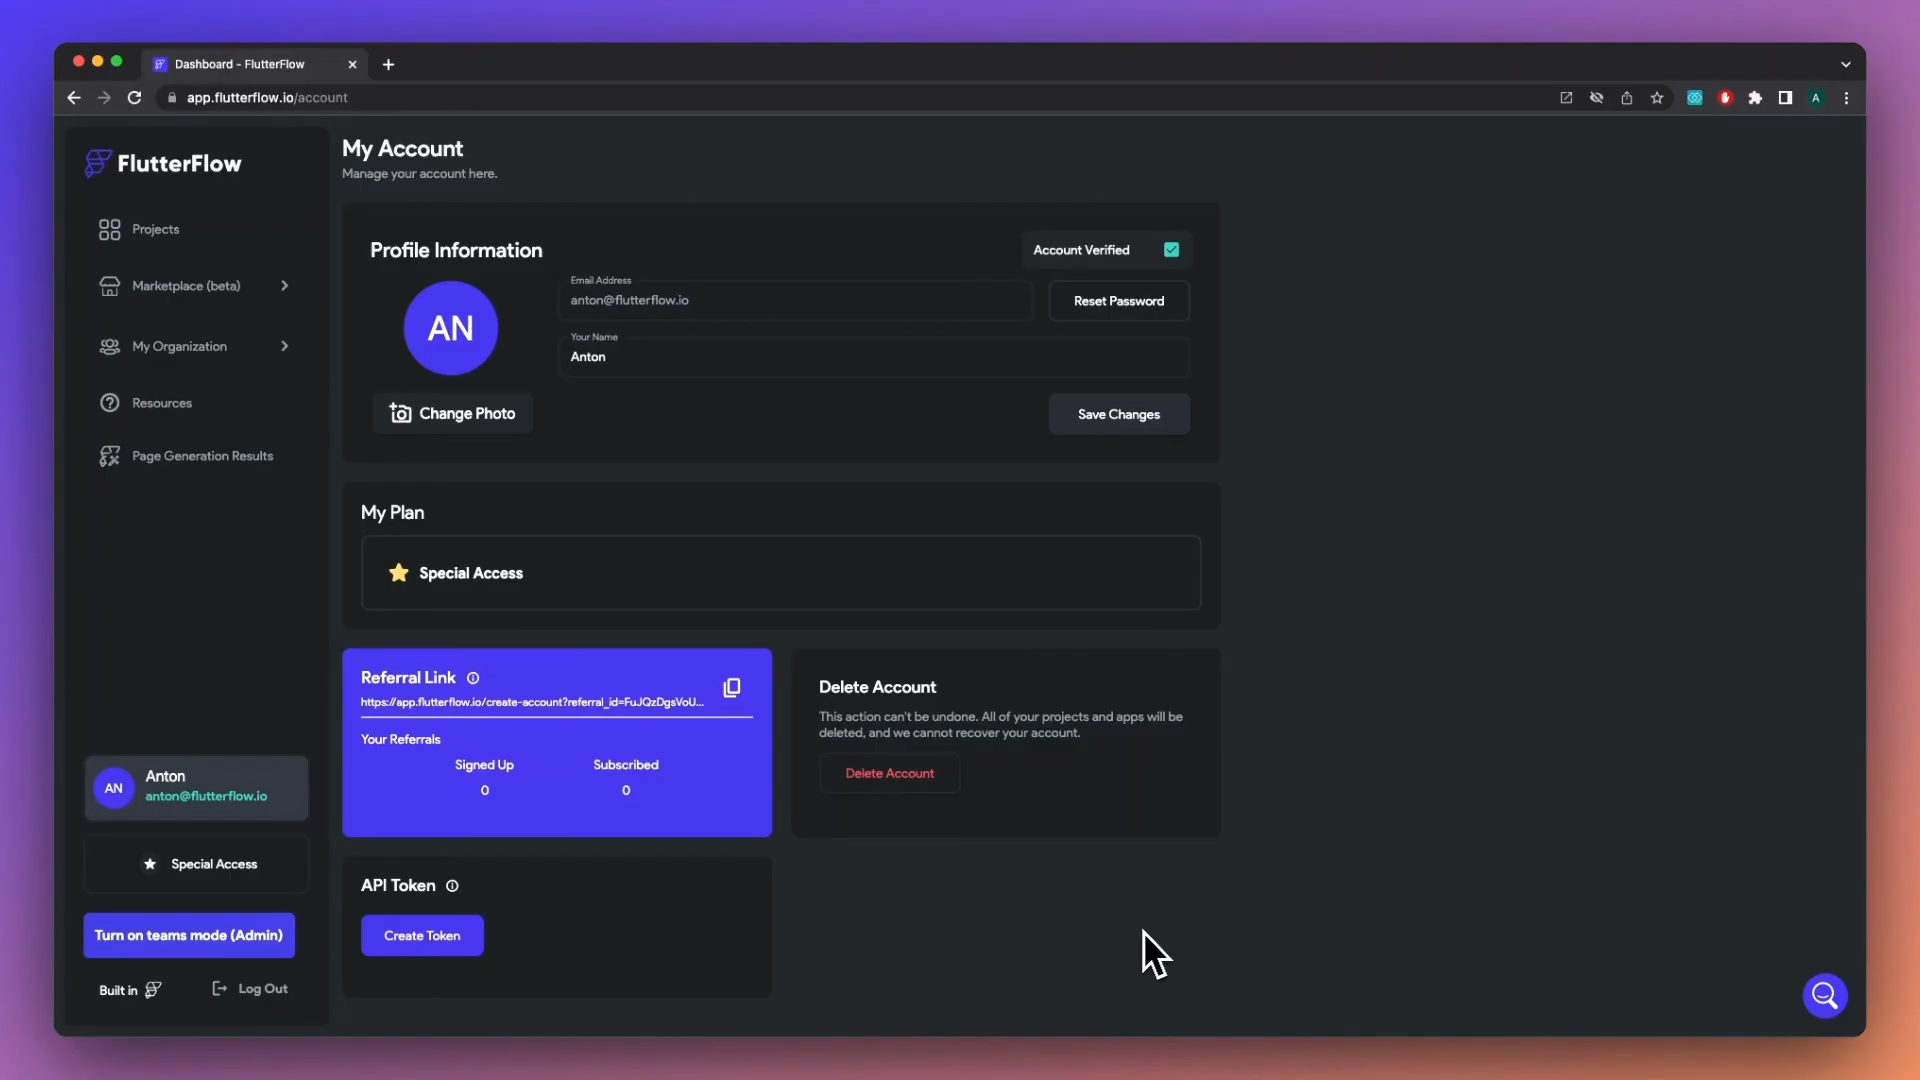 Dashboard - FlutterFlow
app.flutterflow.io/account
A
FlutterFlow
Projects
Marketplace (beta)
My Organization
Resources
Page Generation Results
AN
Anton
anton@flutterflow.io
Special Access
Turn on teams mode (Admin)
Built in
Log Out
My Account
Manage your account here.
Profile Information
Account Verified
AN
Email Address
anton@flutterflow.io
Reset Password
Your Name
Anton
Change Photo
Save Changes
My Plan
Special Access
Referral Link
https://app.flutterflow.io/create-account?referral_id=FuJQzDgsVoU...
Your Referrals
Signed Up
Subscribed
0
0
Delete Account
This action can't be undone. All of your projects and apps will be
deleted, and we cannot recover your account.
Delete Account
API Token
Create Token